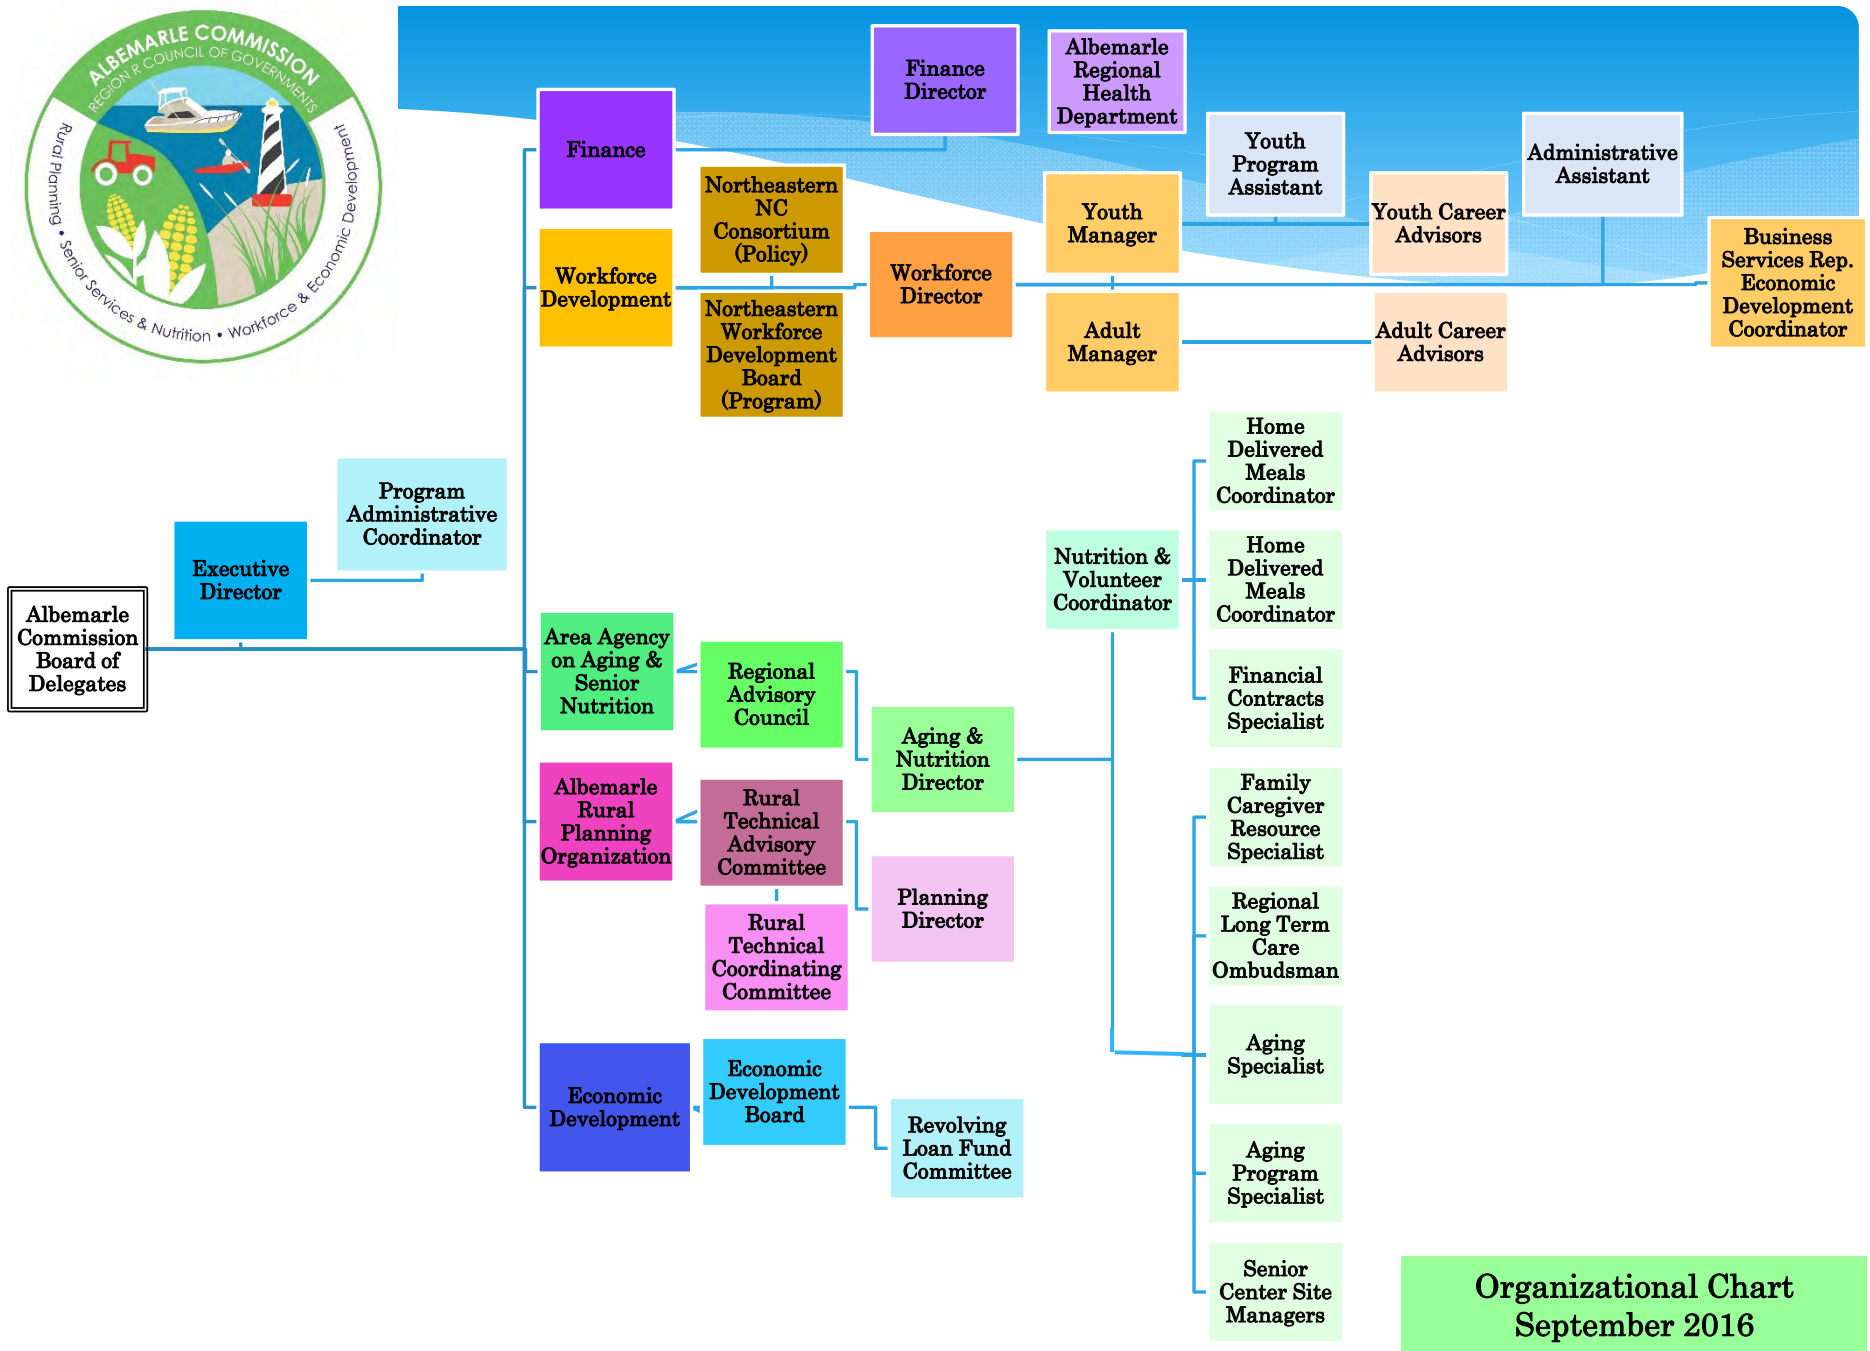 ALBEMARLE COMMISSION
REGION R COUNCIL OF GOVERNMENTS
Rural Planning • Senior Services & Nutrition • Workforce & Economic Development
Finance
Director
Albemarle
Regional
Health
Department
Finance
Youth
Program
Assistant
Administrative
Assistant
Northeastern
NC
Consortium
(Policy)
Youth
Manager
Youth Career
Advisors
Workforce
Development
Workforce
Director
Business
Services Rep.
Economic
Development
Coordinator
Northeastern
Workforce
Development
Board
(Program)
Adult
Manager
Adult Career
Advisors
Home
Delivered
Meals
Coordinator
Program
Administrative
Coordinator
Executive
Director
Nutrition &
Volunteer
Coordinator
Home
Delivered
Meals
Coordinator
Albemarle
Commission
Board of
Delegates
Area Agency
on Aging &
Senior
Nutrition
Regional
Advisory
Council
Financial
Contracts
Specialist
Aging &
Nutrition
Director
Albemarle
Rural
Planning
Organization
Rural
Technical
Advisory
Committee
Family
Caregiver
Resource
Specialist
Planning
Director
Rural
Technical
Coordinating
Committee
Regional
Long Term
Care
Ombudsman
Aging
Specialist
Economic
Development
Economic
Development
Board
Revolving
Loan Fund
Committee
Aging
Program
Specialist
Senior
Center Site
Managers
Organizational Chart
September 2016